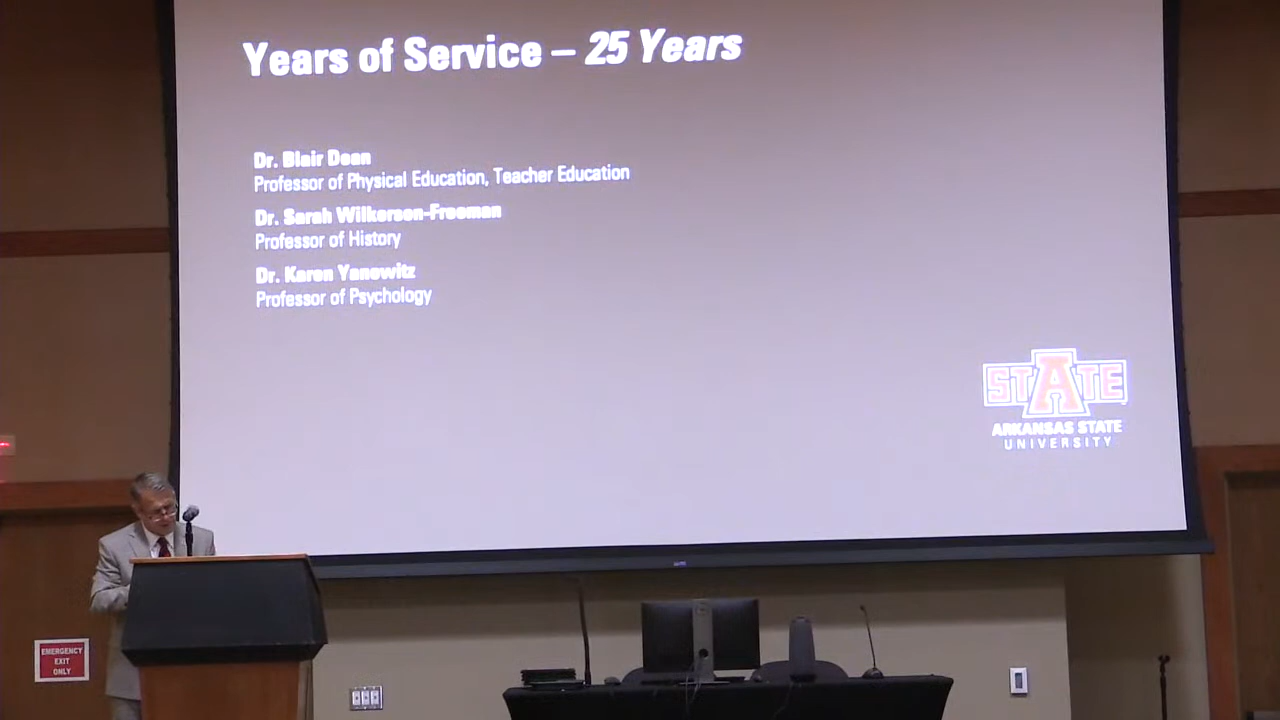 Years of Service – 25 Years
Dr. Blair Dean
Professor of Physical Education, Teacher Education
Dr. Sarah Wilkerson-Freeman
Professor of History
Dr. Karen Yanowitz
Professor of Psychology
STATE
ARKANSAS STATE
UNIVERSITY
EMERGENCY
EXIT
ONLY